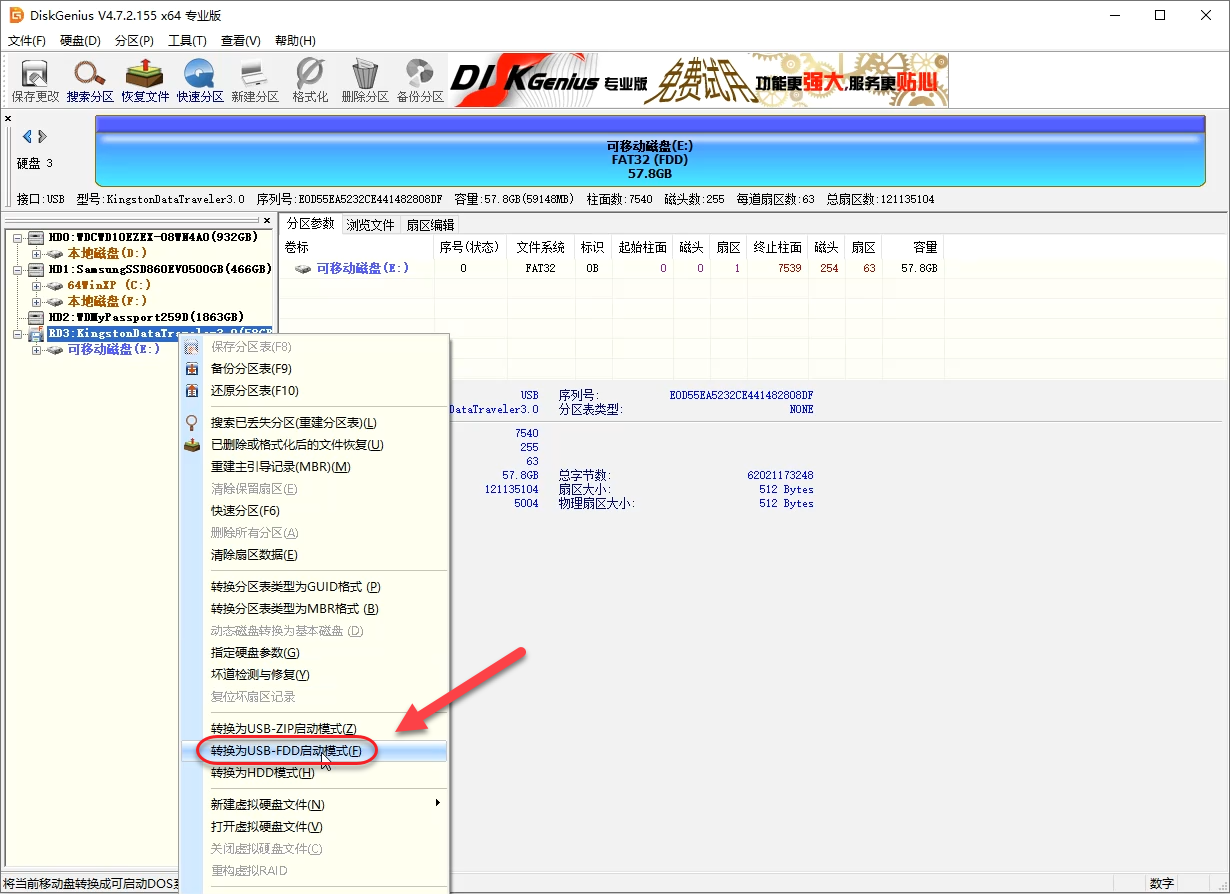 DiskGenius V4.7.2.155 x64 专业版
文件(F) 硬盘(D) 分区(P) 工具(T) 查看(V) 帮助(H)
保存更改 搜索分区 恢复文件 快速分区 新建分区 格式化 删除分区 备份分区
DISKGenius 专业版 免费试用 功能更强大,服务更贴心
硬盘 3
可移动磁盘(E:)
FAT32 (FDD)
57.8GB
接口:USB 型号:KingstonDataTraveler3.0 序列号:E0D55EA5232CE441482808DF 容量:57.8GB(59148MB) 柱面数:7540 磁头数:255 每道扇区数:63 总扇区数:121135104
HD0:WDCWD10EZEX-08WN4A0(932GB)
本地磁盘(D:)
HD1:SamsungSSD860EVO500GB(466GB)
64WinXP (C:)
本地磁盘(F:)
HD2:WDMyPassport259D(1863GB)
RD3:KingstonDataTraveler3.0(58GB
可移动磁盘(E:)
分区参数 浏览文件 扇区编辑
卷标 序号(状态) 文件系统 标识 起始柱面 磁头 扇区 终止柱面 磁头 扇区 容量
可移动磁盘(E:) 0 FAT32 0B 0 0 1 7539 254 63 57.8GB
USB 序列号: E0D55EA5232CE441482808DF
DataTraveler3.0 分区表类型: NONE
7540
255
63
57.8GB 总字节数: 62021173248
121135104 扇区大小: 512 Bytes
5004 物理扇区大小: 512 Bytes
保存分区表(F8)
备份分区表(F9)
还原分区表(F10)
搜索已丢失分区(重建分区表)(L)
已删除或格式化后的文件恢复(U)
重建主引导记录(MBR)(M)
清除保留扇区(E)
快速分区(F6)
删除所有分区(A)
清除扇区数据(E)
转换分区表类型为GUID格式 (P)
转换分区表类型为MBR格式 (B)
动态磁盘转换为基本磁盘 (D)
指定硬盘参数(G)
坏道检测与修复(Y)
复位坏扇区记录
转换为USB-ZIP启动模式(Z)
转换为USB-FDD启动模式(F)
转换为HDD模式(H)
新建虚拟硬盘文件(N)
打开虚拟硬盘文件(V)
关闭虚拟硬盘文件(C)
重构虚拟RAID
将当前移动盘转换成可启动DOS系
数字